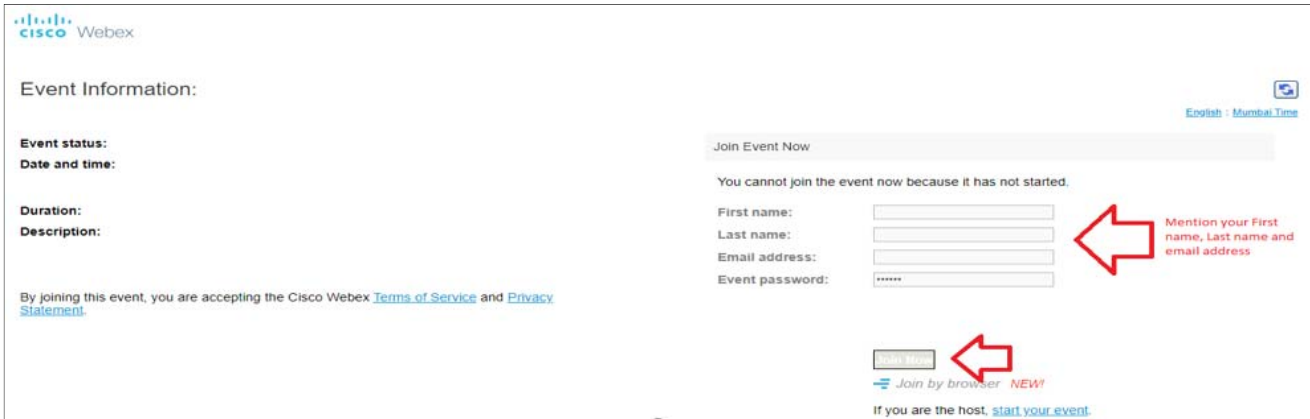 cisco Webex
Event Information:
English : Mumbai Time
Event status:
Date and time:
Duration:
Description:
By joining this event, you are accepting the Cisco Webex Terms of Service and Privacy
Statement.
Join Event Now
You cannot join the event now because it has not started.
First name:
Last name:
Email address:
Event password: ••••••
Mention your First
name, Last name and
email address
Join Now
Join by browser NEW!
If you are the host, start your event.